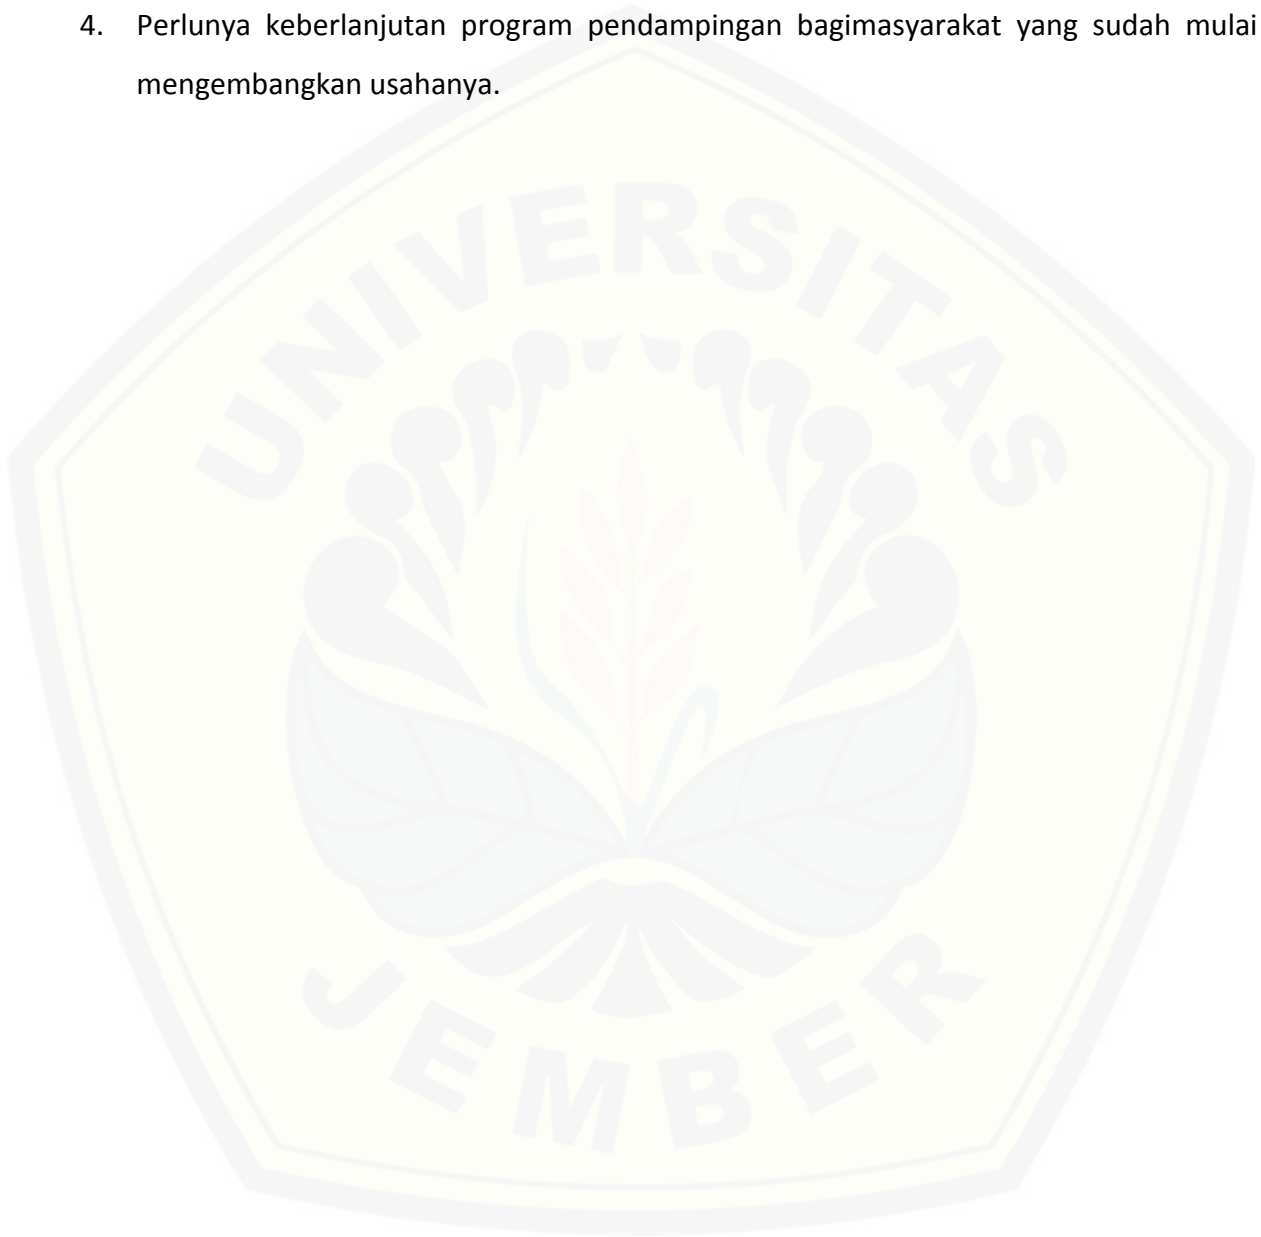 4. Perlunya keberlanjutan program pendampingan bagimasyarakat yang sudah mulai
mengembangkan usahanya.
UNIVERSITAS
JEMBER